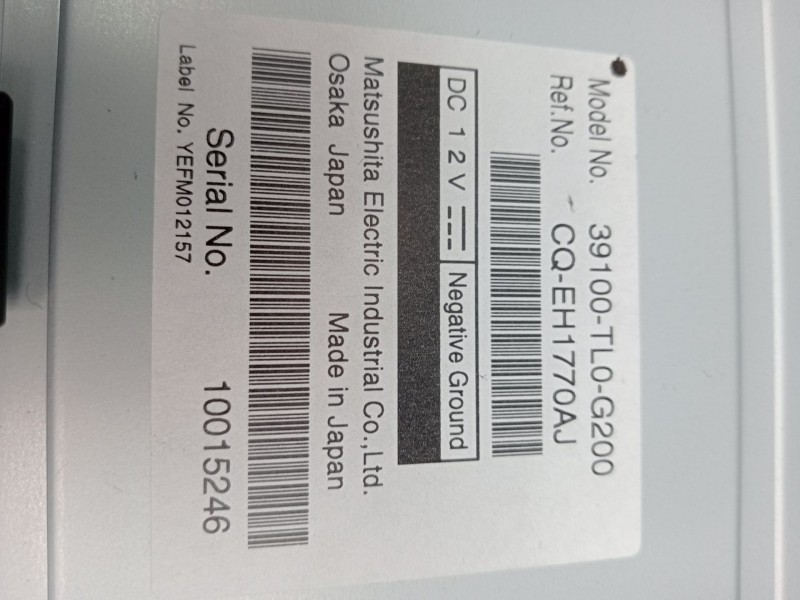 Model No. 39100-TL0-G200
Ref.No. CQ-EH1770AJ
DC 12V Negative Ground
Matsushita Electric Industrial Co.,Ltd.
Osaka Japan Made in Japan
Serial No. 10015246
Label No. YEFM012157